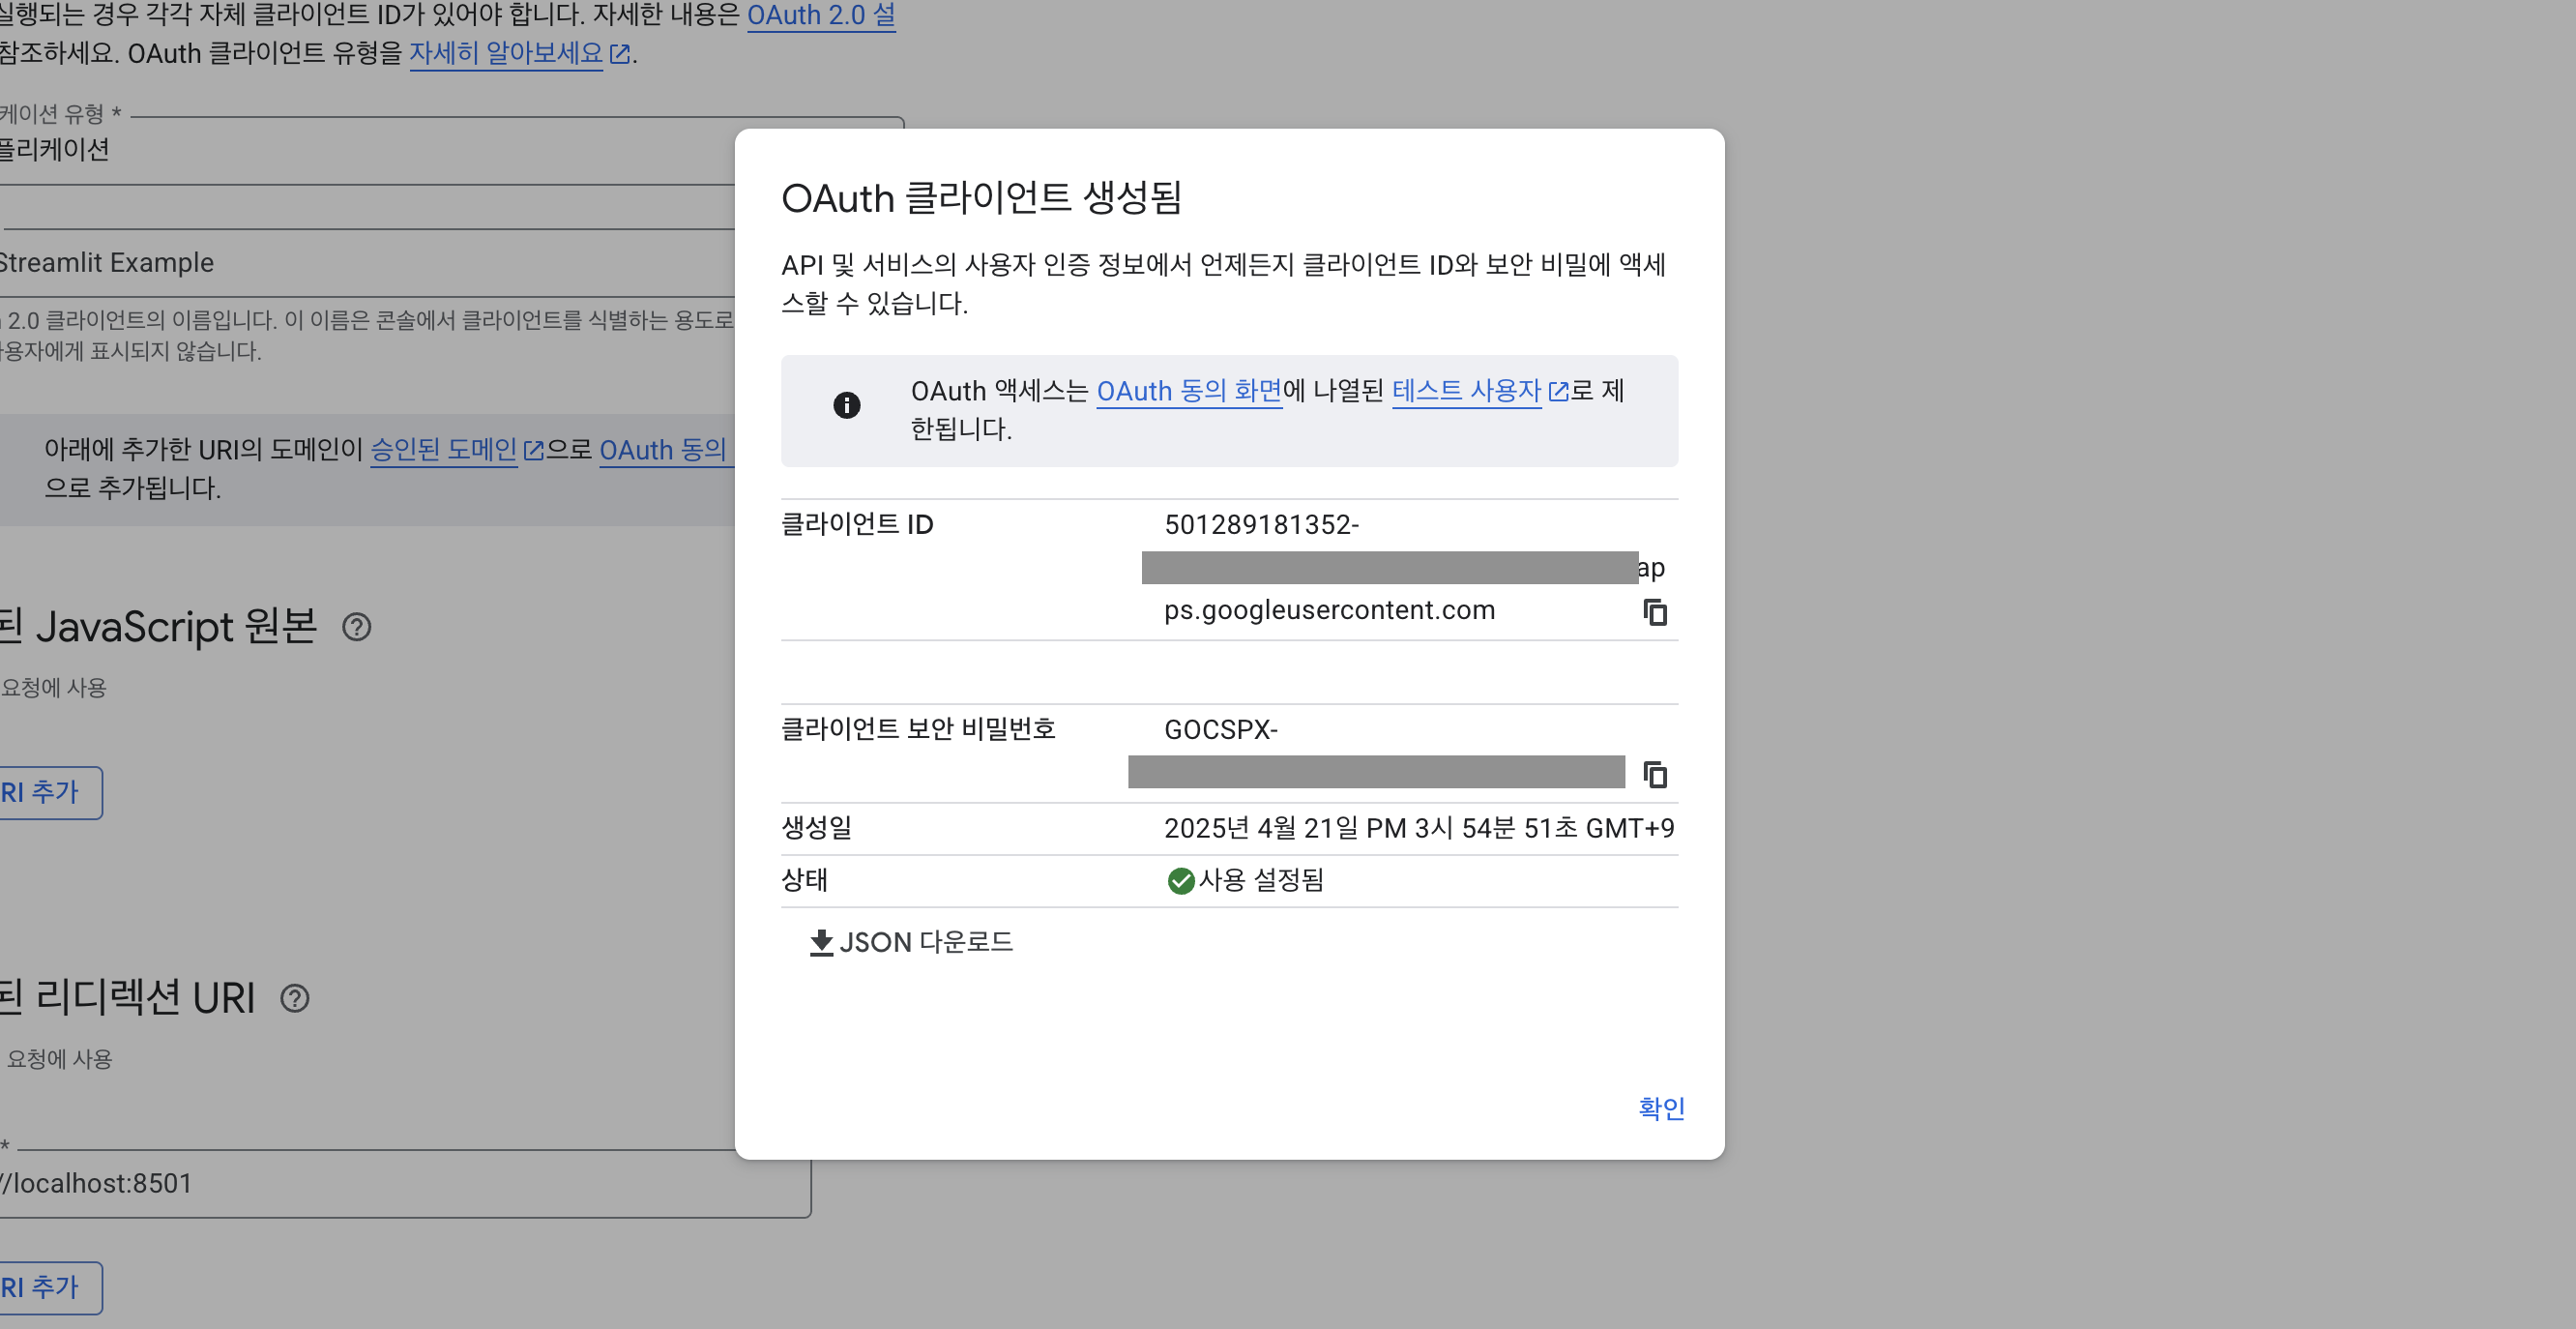 실행되는 경우 각각 자체 클라이언트 ID가 있어야 합니다. 자세한 내용은 OAuth 2.0 설
참조하세요. OAuth 클라이언트 유형을 자세히 알아보세요.
케이션 유형 *
플리케이션
Streamlit Example
2.0 클라이언트의 이름입니다. 이 이름은 콘솔에서 클라이언트를 식별하는 용도로
사용자에게 표시되지 않습니다.
아래에 추가한 URI의 도메인이 승인된 도메인으로 OAuth 동의
으로 추가됩니다.
된 JavaScript 원본
요청에 사용
RI 추가
된 리디렉션 URI
요청에 사용
*
//localhost:8501
RI 추가
OAuth 클라이언트 생성됨
API 및 서비스의 사용자 인증 정보에서 언제든지 클라이언트 ID와 보안 비밀에 액세
스할 수 있습니다.
OAuth 액세스는 OAuth 동의 화면에 나열된 테스트 사용자로 제
한됩니다.
클라이언트 ID 501289181352-
ap
ps.googleusercontent.com
클라이언트 보안 비밀번호 GOCSPX-
생성일 2025년 4월 21일 PM 3시 54분 51초 GMT+9
상태 사용 설정됨
JSON 다운로드
확인